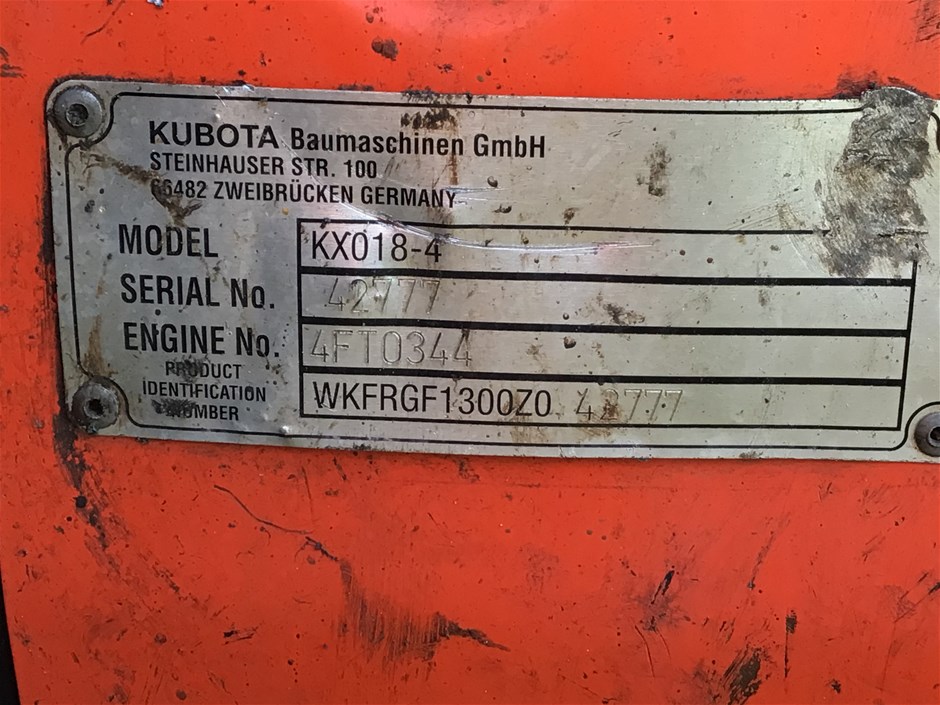 KUBOTA Baumaschinen GmbH
STEINHAUSER STR. 100
66482 ZWEIBRÜCKEN GERMANY
MODEL KX018-4
SERIAL No. 42777
ENGINE No. 4FT0344
PRODUCT
IDENTIFICATION
NUMBER
WKFRGF1300Z0 42777